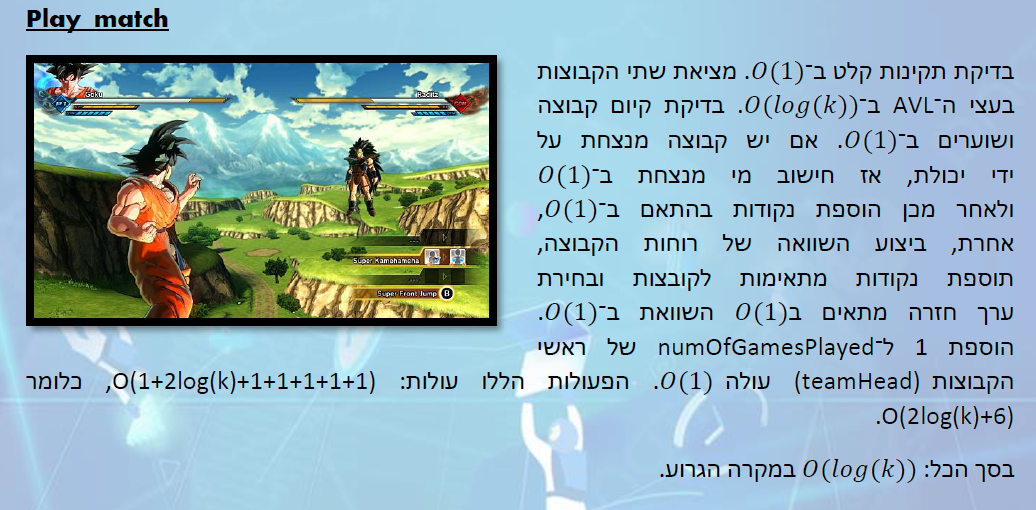 Play match
Goku
Raditz
Super Kamehameha
Super Front Jump B
בדיקת תקינות קלט ב־O(1). מציאת שתי הקבוצות
בעצי ה־AVL ב־O(log(k)). בדיקת קיום קבוצה
ושוערים ב־O(1). אם יש קבוצה מנצחת על
ידי יכולת, אז חישוב מי מנצחת ב־O(1)
ולאחר מכן הוספת נקודות בהתאם ב־O(1),
אחרת, ביצוע השוואה של רוחות הקבוצה,
תוספת נקודות מתאימות לקובצות ובחירת
ערך חזרה מתאים בO(1) השוואת ב־O(1).
הוספת 1 ל־numOfGamesPlayed של ראשי
הקבוצות (teamHead) עולה O(1). הפעולות הללו עולות: O(1+2log(k)+1+1+1+1+1), כלומר
O(2log(k)+6).
בסך הכל: O(log(k)) במקרה הגרוע.